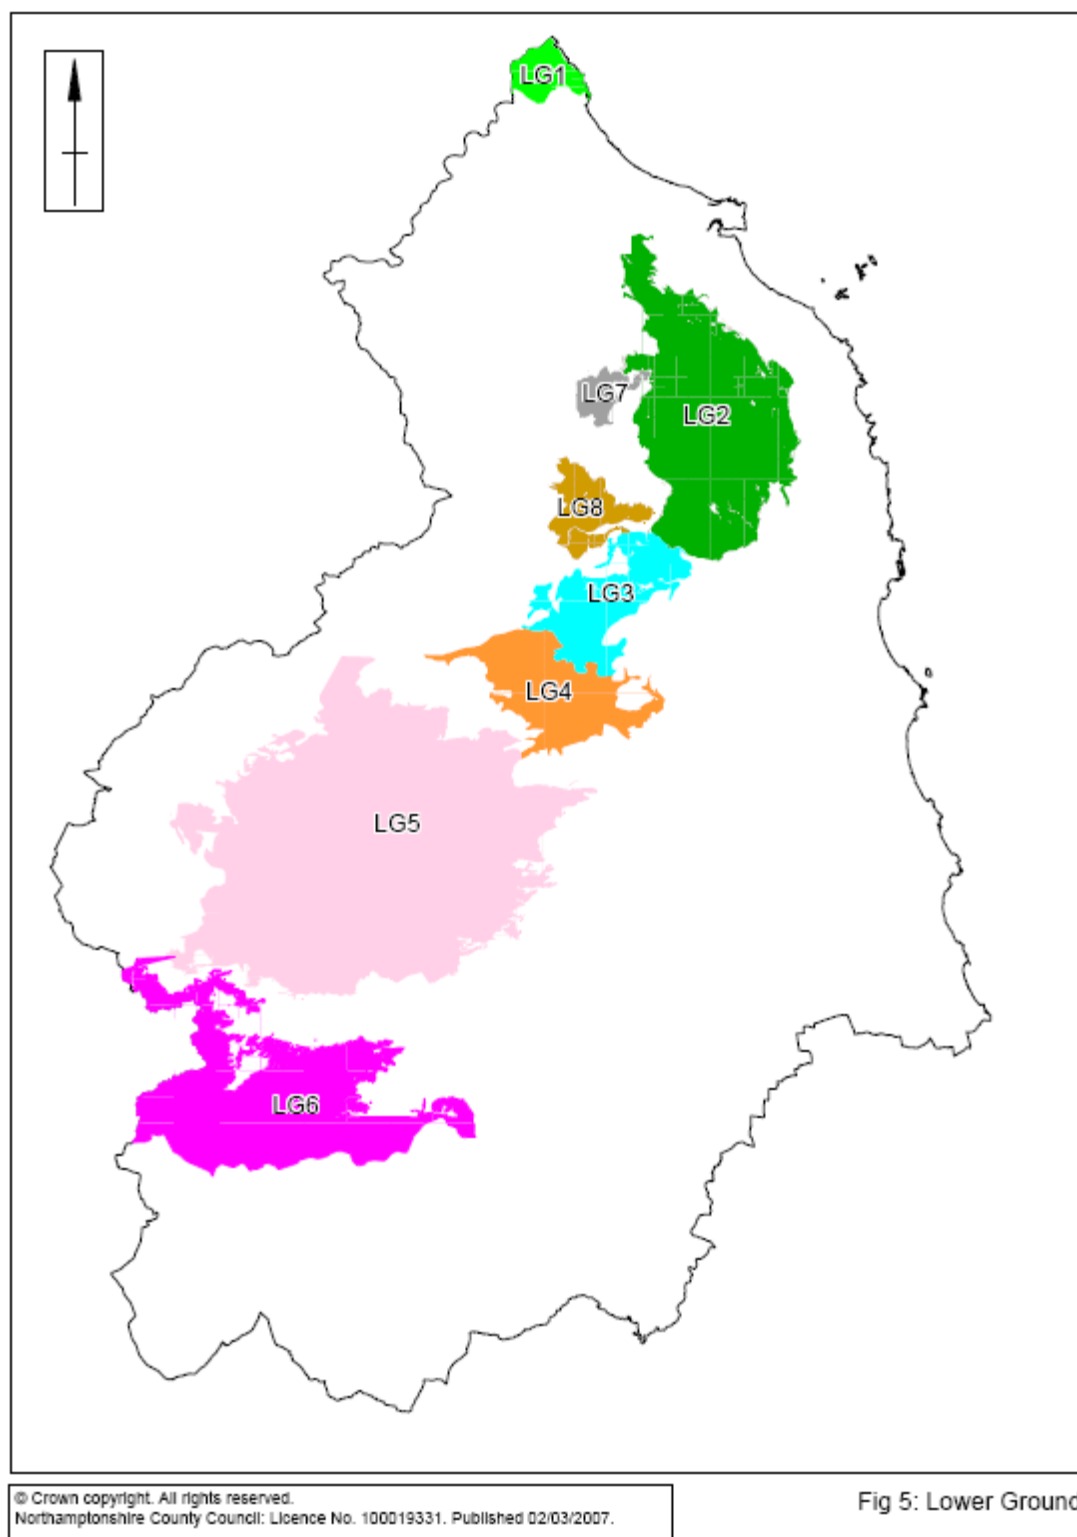 LG1
LG7
LG2
LG8
LG3
LG4
LG5
LG6
© Crown copyright. All rights reserved.
Northamptonshire County Council: Licence No. 100019331. Published 02/03/2007.
Fig 5: Lower Ground